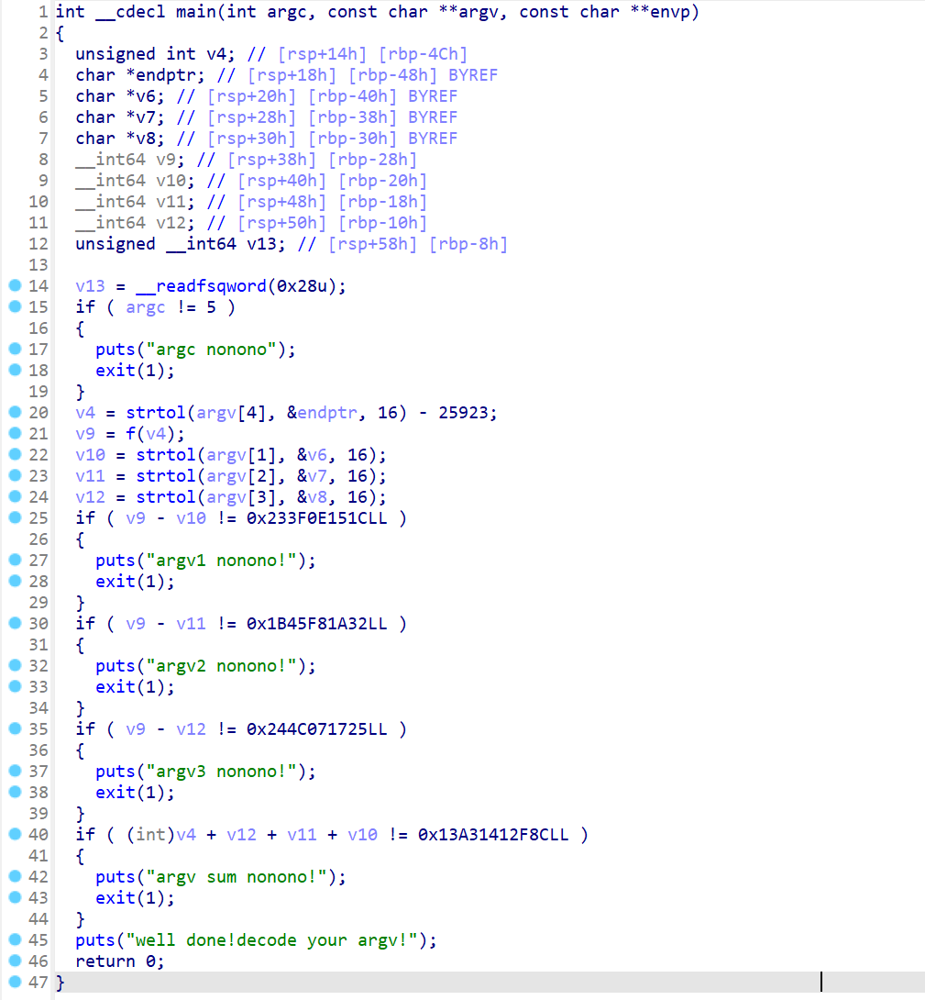 1 int __cdecl main(int argc, const char **argv, const char **envp)
2 {
3   unsigned int v4; // [rsp+14h] [rbp-4Ch]
4   char *endptr; // [rsp+18h] [rbp-48h] BYREF
5   char *v6; // [rsp+20h] [rbp-40h] BYREF
6   char *v7; // [rsp+28h] [rbp-38h] BYREF
7   char *v8; // [rsp+30h] [rbp-30h] BYREF
8   __int64 v9; // [rsp+38h] [rbp-28h]
9   __int64 v10; // [rsp+40h] [rbp-20h]
10   __int64 v11; // [rsp+48h] [rbp-18h]
11   __int64 v12; // [rsp+50h] [rbp-10h]
12   unsigned __int64 v13; // [rsp+58h] [rbp-8h]
13
14   v13 = __readfsqword(0x28u);
15   if ( argc != 5 )
16   {
17     puts("argc nonono");
18     exit(1);
19   }
20   v4 = strtol(argv[4], &endptr, 16) - 25923;
21   v9 = f(v4);
22   v10 = strtol(argv[1], &v6, 16);
23   v11 = strtol(argv[2], &v7, 16);
24   v12 = strtol(argv[3], &v8, 16);
25   if ( v9 - v10 != 0x233F0E151CLL )
26   {
27     puts("argv1 nonono!");
28     exit(1);
29   }
30   if ( v9 - v11 != 0x1B45F81A32LL )
31   {
32     puts("argv2 nonono!");
33     exit(1);
34   }
35   if ( v9 - v12 != 0x244C071725LL )
36   {
37     puts("argv3 nonono!");
38     exit(1);
39   }
40   if ( (int)v4 + v12 + v11 + v10 != 0x13A31412F8CLL )
41   {
42     puts("argv sum nonono!");
43     exit(1);
44   }
45   puts("well done!decode your argv!");
46   return 0;
47 }